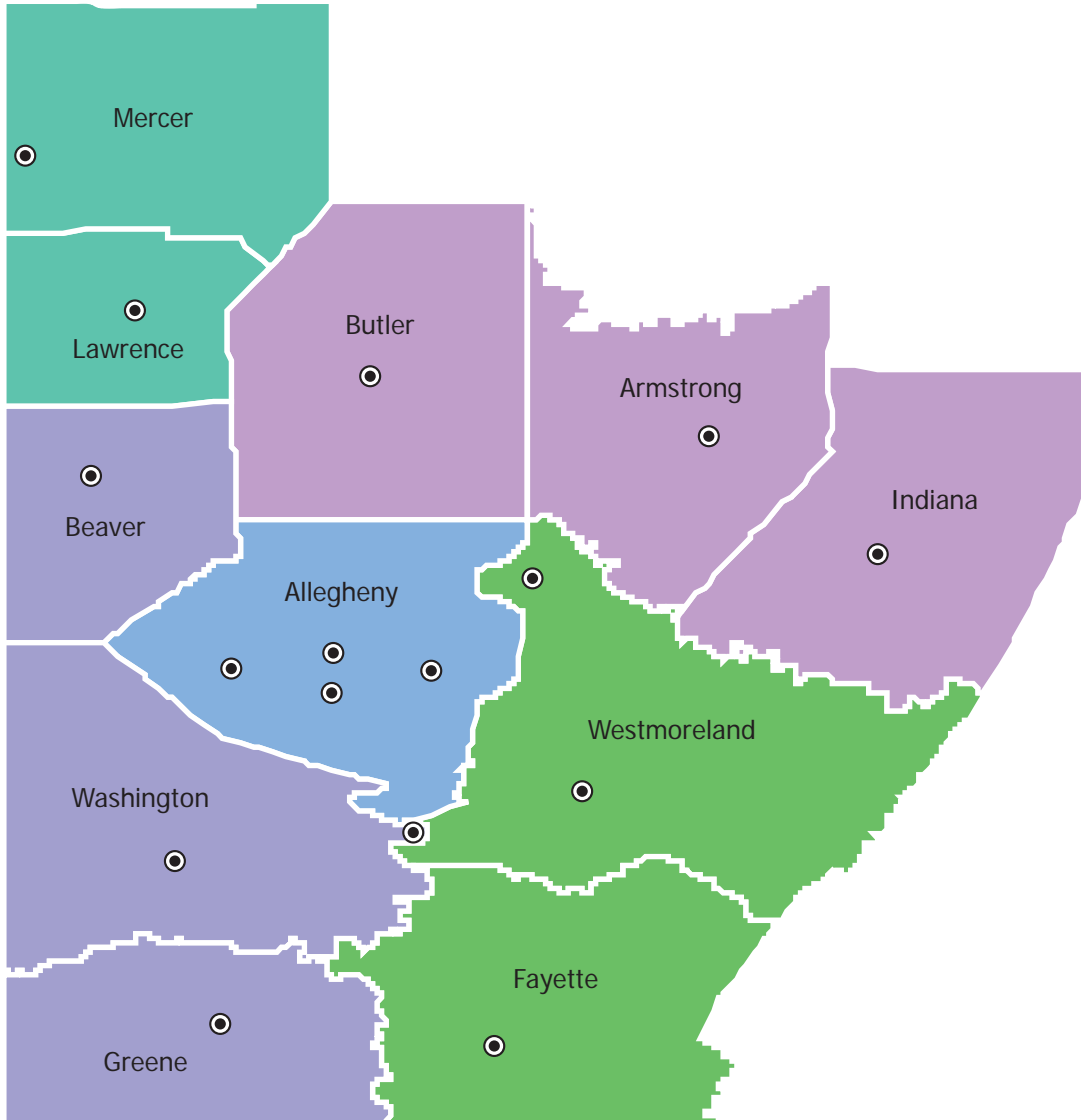 Mercer
Butler
Lawrence
Armstrong
Indiana
Beaver
Allegheny
Westmoreland
Washington
Fayette
Greene